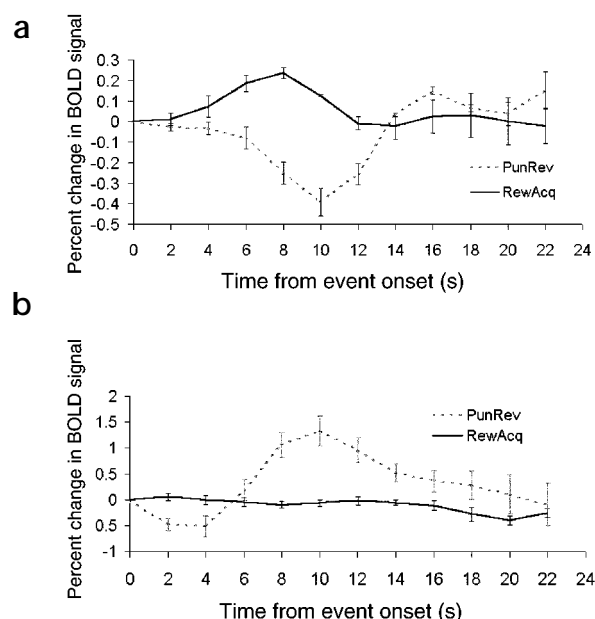 a
Percent change in BOLD signal
0.3
0.2
0.1
0
-0.1
-0.2
-0.3
-0.4
-0.5
PunRev
RewAcq
0 2 4 6 8 10 12 14 16 18 20 22 24
Time from event onset (s)
b
Percent change in BOLD signal
2
1.5
1
0.5
0
0.5
-1
PunRev
RewAcq
0 2 4 6 8 10 12 14 16 18 20 22 24
Time from event onset (s)